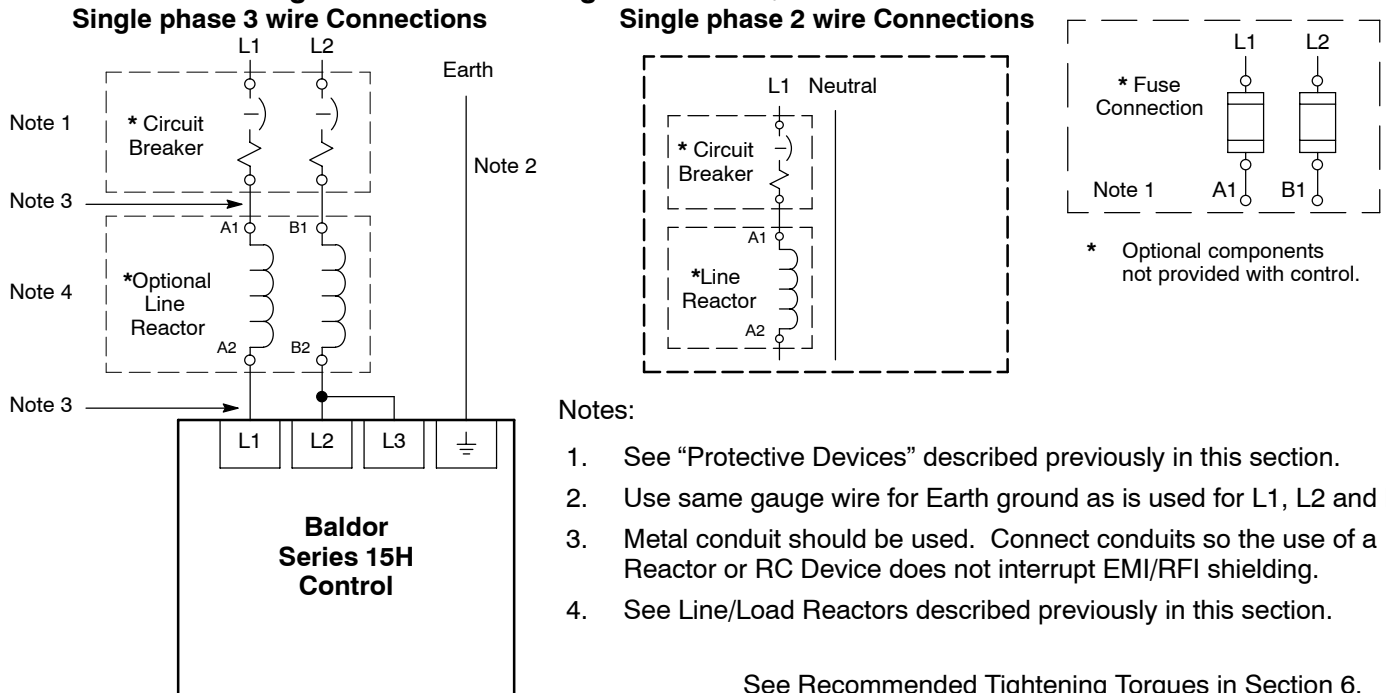 Single phase 3 wire Connections
L1 L2
Earth
Note 1
* Circuit
Breaker
Note 2
Note 3
A1 B1
Note 4
*Optional
Line
Reactor
A2 B2
Note 3
L1 L2 L3
Baldor
Series 15H
Control
Single phase 2 wire Connections
L1 Neutral
* Circuit
Breaker
A1
*Line
Reactor
A2
L1 L2
* Fuse
Connection
Note 1 A1 B1
* Optional components
not provided with control.
Notes:
1. See “Protective Devices” described previously in this section.
2. Use same gauge wire for Earth ground as is used for L1, L2 and
3. Metal conduit should be used. Connect conduits so the use of a
Reactor or RC Device does not interrupt EMI/RFI shielding.
4. See Line/Load Reactors described previously in this section.
See Recommended Tightening Torques in Section 6.